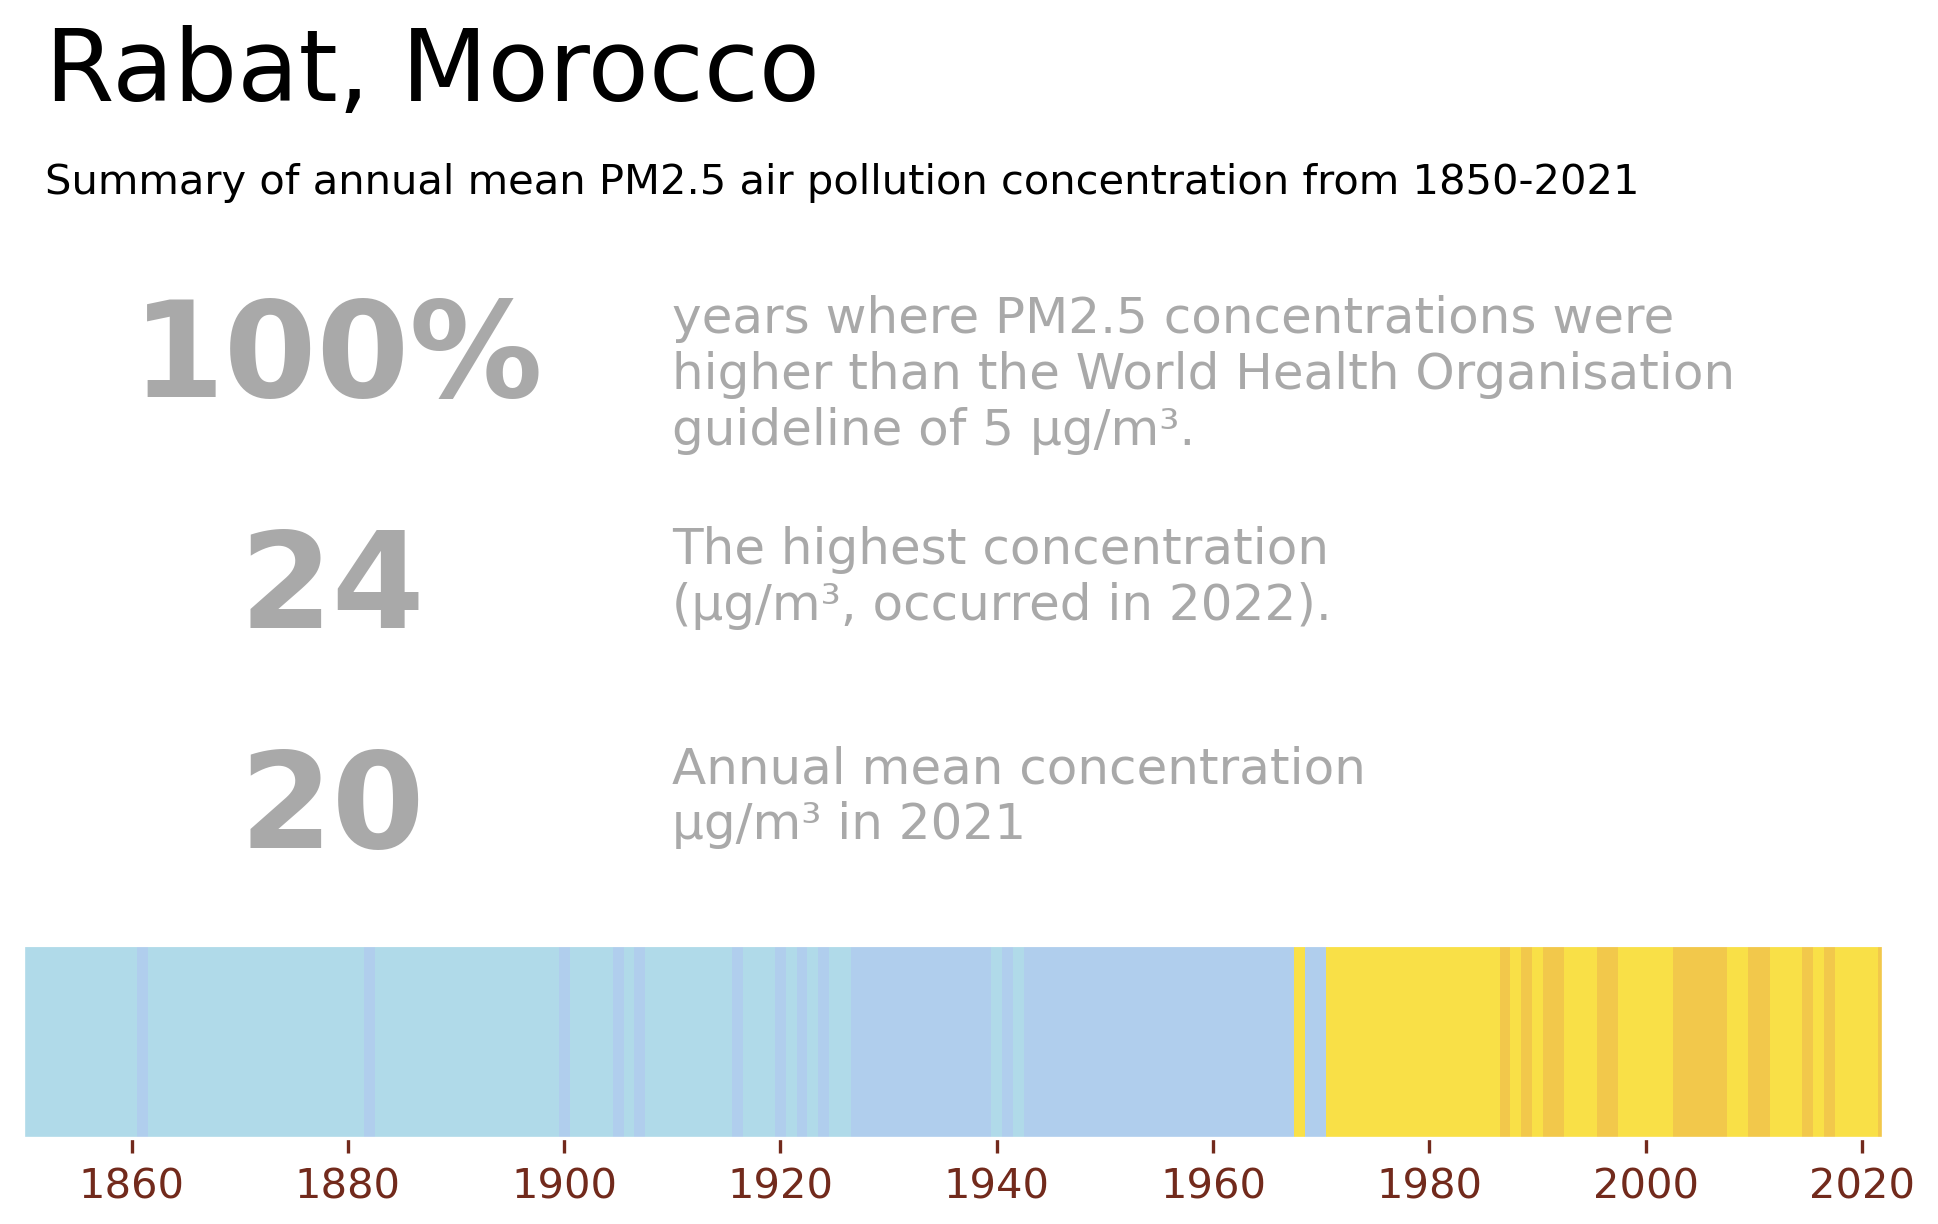 Rabat, Morocco
Summary of annual mean PM2.5 air pollution concentration from 1850-2021
100%
years where PM2.5 concentrations were
higher than the World Health Organisation
guideline of 5 µg/m³.
24
The highest concentration
(µg/m³, occurred in 2022).
20
Annual mean concentration
µg/m³ in 2021
1860 1880 1900 1920 1940 1960 1980 2000 2020